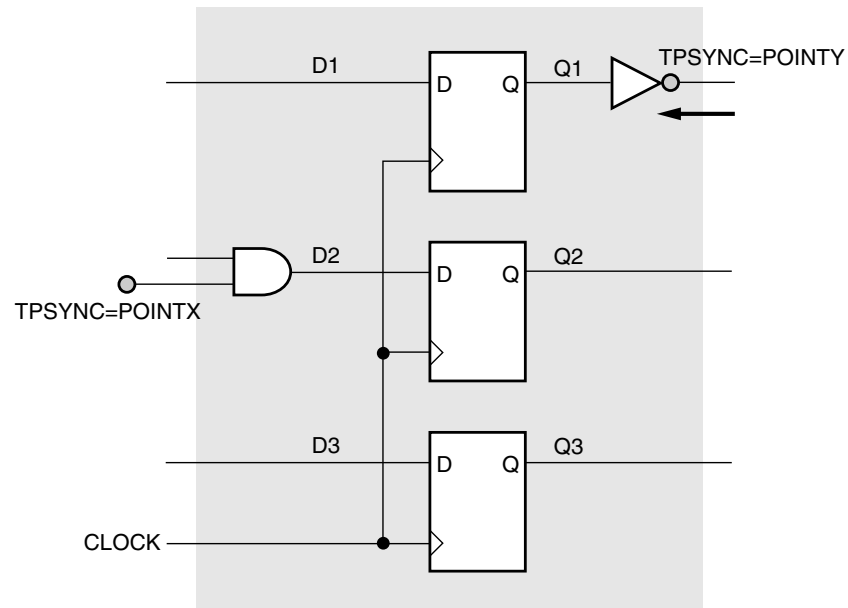 TPSYNC=POINTY
D1
Q1
D
Q
D2
Q2
D
Q
TPSYNC=POINTX
D3
Q3
D
Q
CLOCK